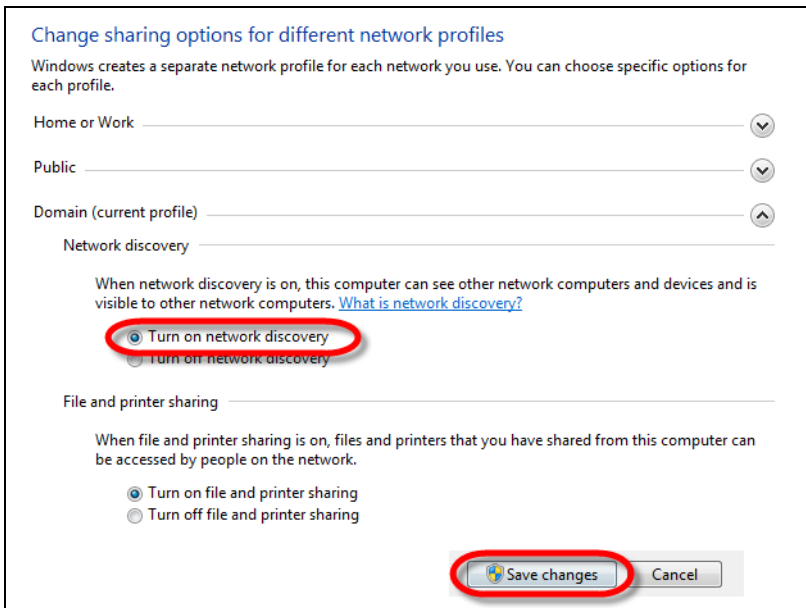 Change sharing options for different network profiles
Windows creates a separate network profile for each network you use. You can choose specific options for
each profile.
Home or Work
Public
Domain (current profile)
Network discovery
When network discovery is on, this computer can see other network computers and devices and is
visible to other network computers. What is network discovery?
Turn on network discovery
Turn off network discovery
File and printer sharing
When file and printer sharing is on, files and printers that you have shared from this computer can
be accessed by people on the network.
Turn on file and printer sharing
Turn off file and printer sharing
Save changes Cancel